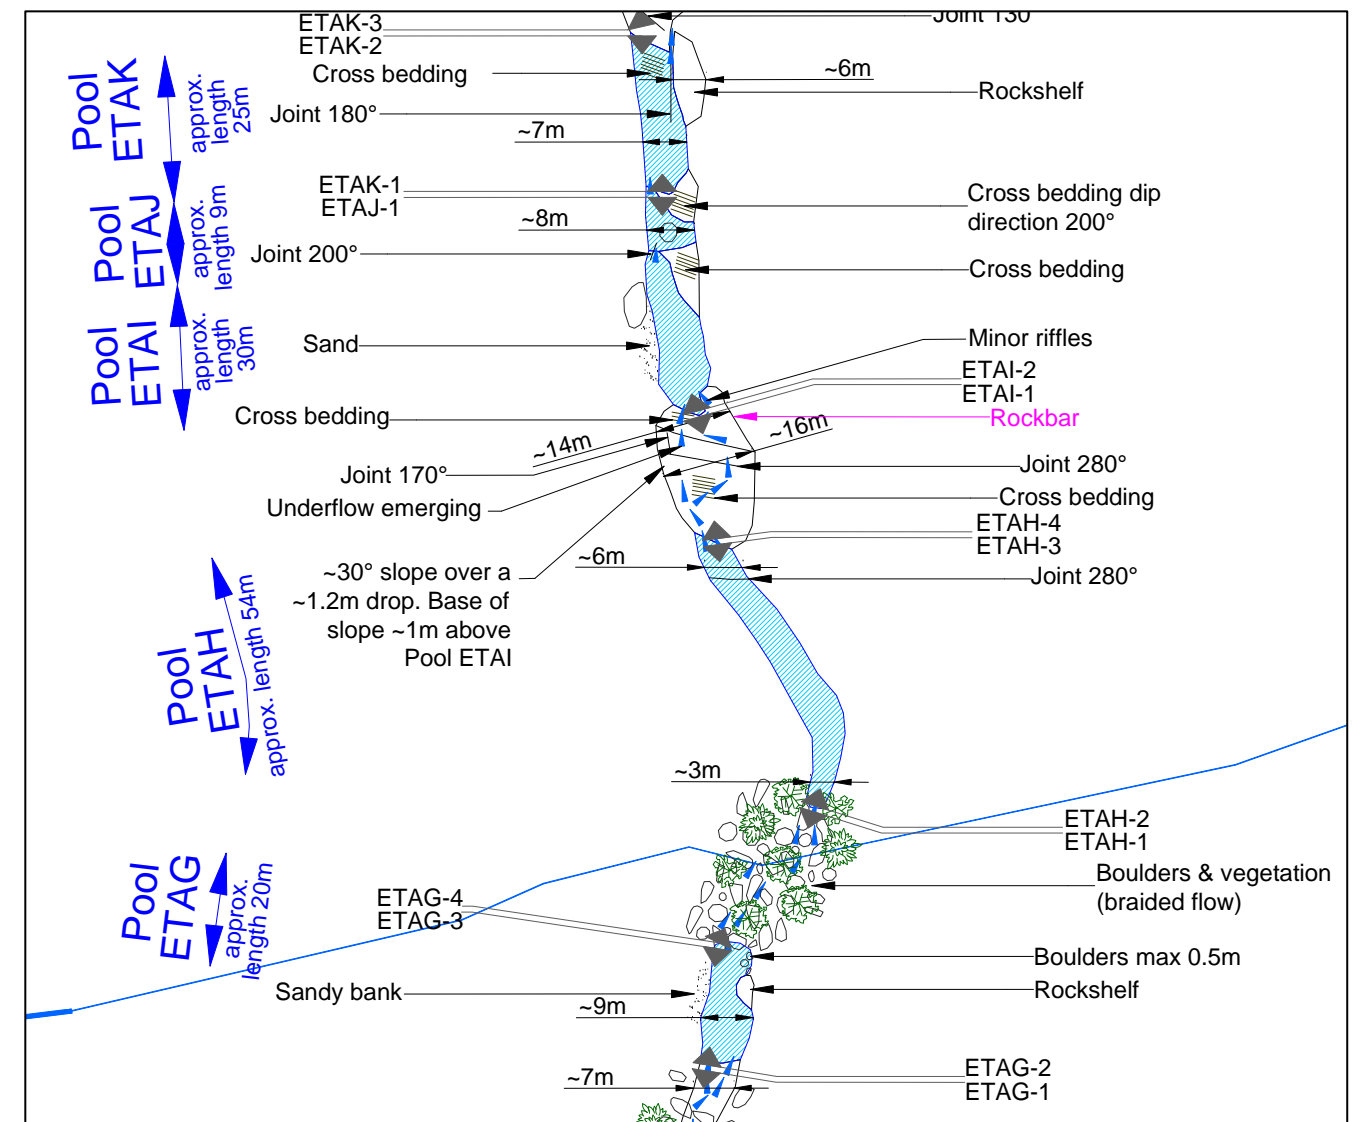 Joint 130
ETAK-3
ETAK-2
Cross bedding
~6m
Rockshelf
Joint 180°
~7m
Pool
ETAK
approx.
length
25m
ETAK-1
ETAJ-1
Cross bedding dip
direction 200°
~8m
Pool
ETAJ
approx.
length 9m
Joint 200°
Cross bedding
Pool
ETAI
approx.
length
30m
Sand
Minor riffles
ETAI-2
ETAI-1
Cross bedding
Rockbar
~14m
~16m
Joint 170°
Joint 280°
Underflow emerging
Cross bedding
ETAH-4
ETAH-3
~6m
Joint 280°
~30° slope over a
~1.2m drop. Base of
slope ~1m above
Pool ETAI
Pool
ETAH
approx. length 54m
~3m
ETAH-2
ETAH-1
Boulders & vegetation
(braided flow)
Pool
ETAG
approx.
length 20m
ETAG-4
ETAG-3
Boulders max 0.5m
Sandy bank
Rockshelf
~9m
ETAG-2
ETAG-1
~7m